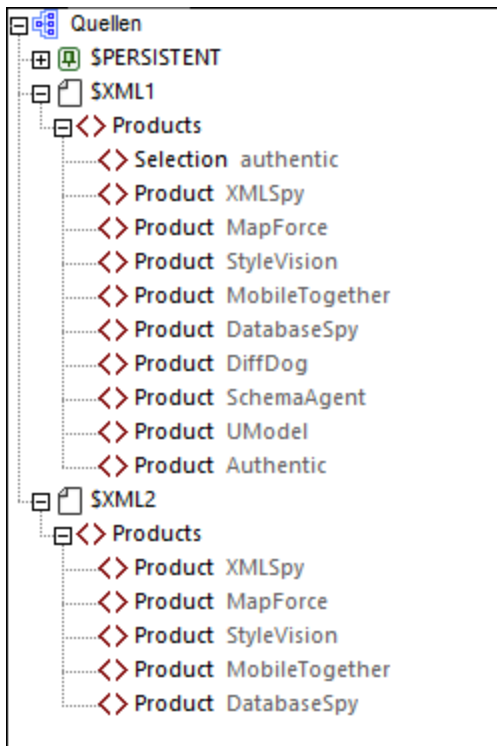 Quellen
$PERSISTENT
$XML1
Products
Selection authentic
Product XMLSpy
Product MapForce
Product StyleVision
Product MobileTogether
Product DatabaseSpy
Product DiffDog
Product SchemaAgent
Product UModel
Product Authentic
$XML2
Products
Product XMLSpy
Product MapForce
Product StyleVision
Product MobileTogether
Product DatabaseSpy